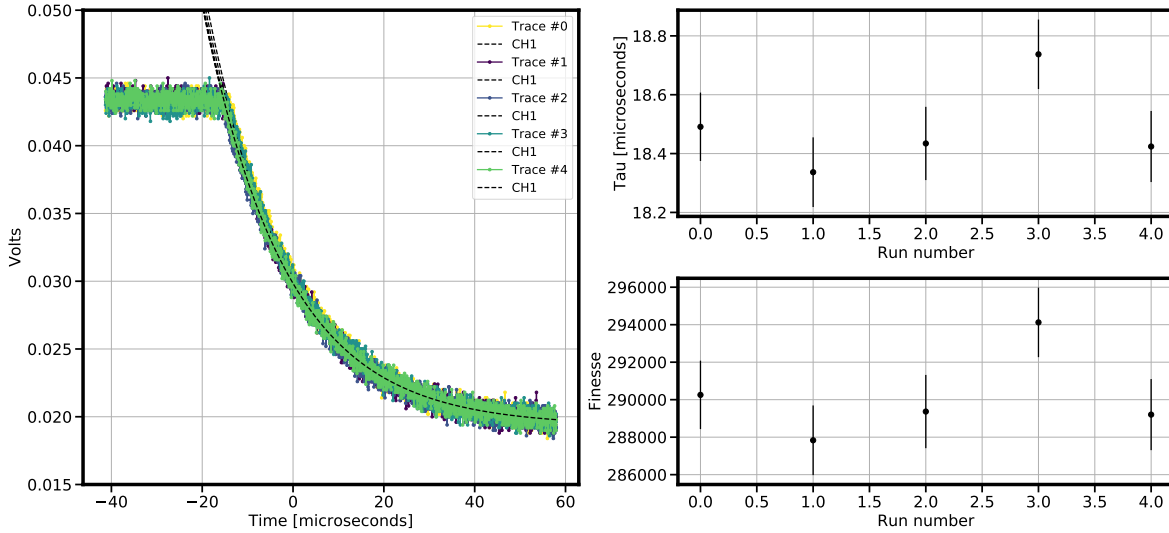 0.050
0.045
0.040
0.035
0.030
0.025
0.020
0.015
Volts
−40
−20
0
20
40
60
Time [microseconds]
Trace #0
CH1
Trace #1
CH1
Trace #2
CH1
Trace #3
CH1
Trace #4
CH1
18.8
18.6
18.4
18.2
Tau [microseconds]
0.0
0.5
1.0
1.5
2.0
2.5
3.0
3.5
4.0
Run number
296000
294000
292000
290000
288000
286000
Finesse
0.0
0.5
1.0
1.5
2.0
2.5
3.0
3.5
4.0
Run number